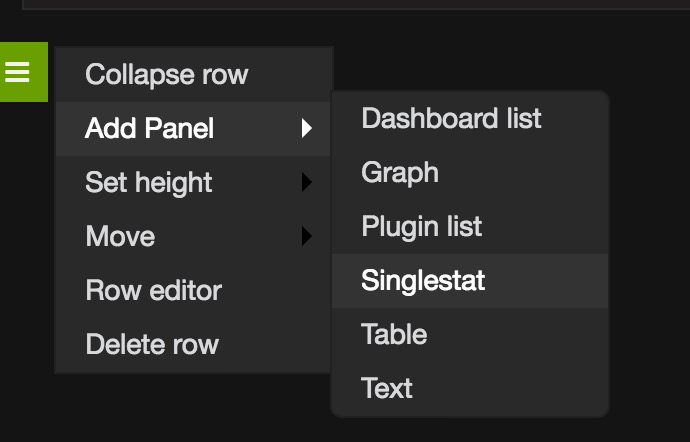 Collapse row
Add Panel
Set height
Move
Row editor
Delete row
Dashboard list
Graph
Plugin list
Singlestat
Table
Text